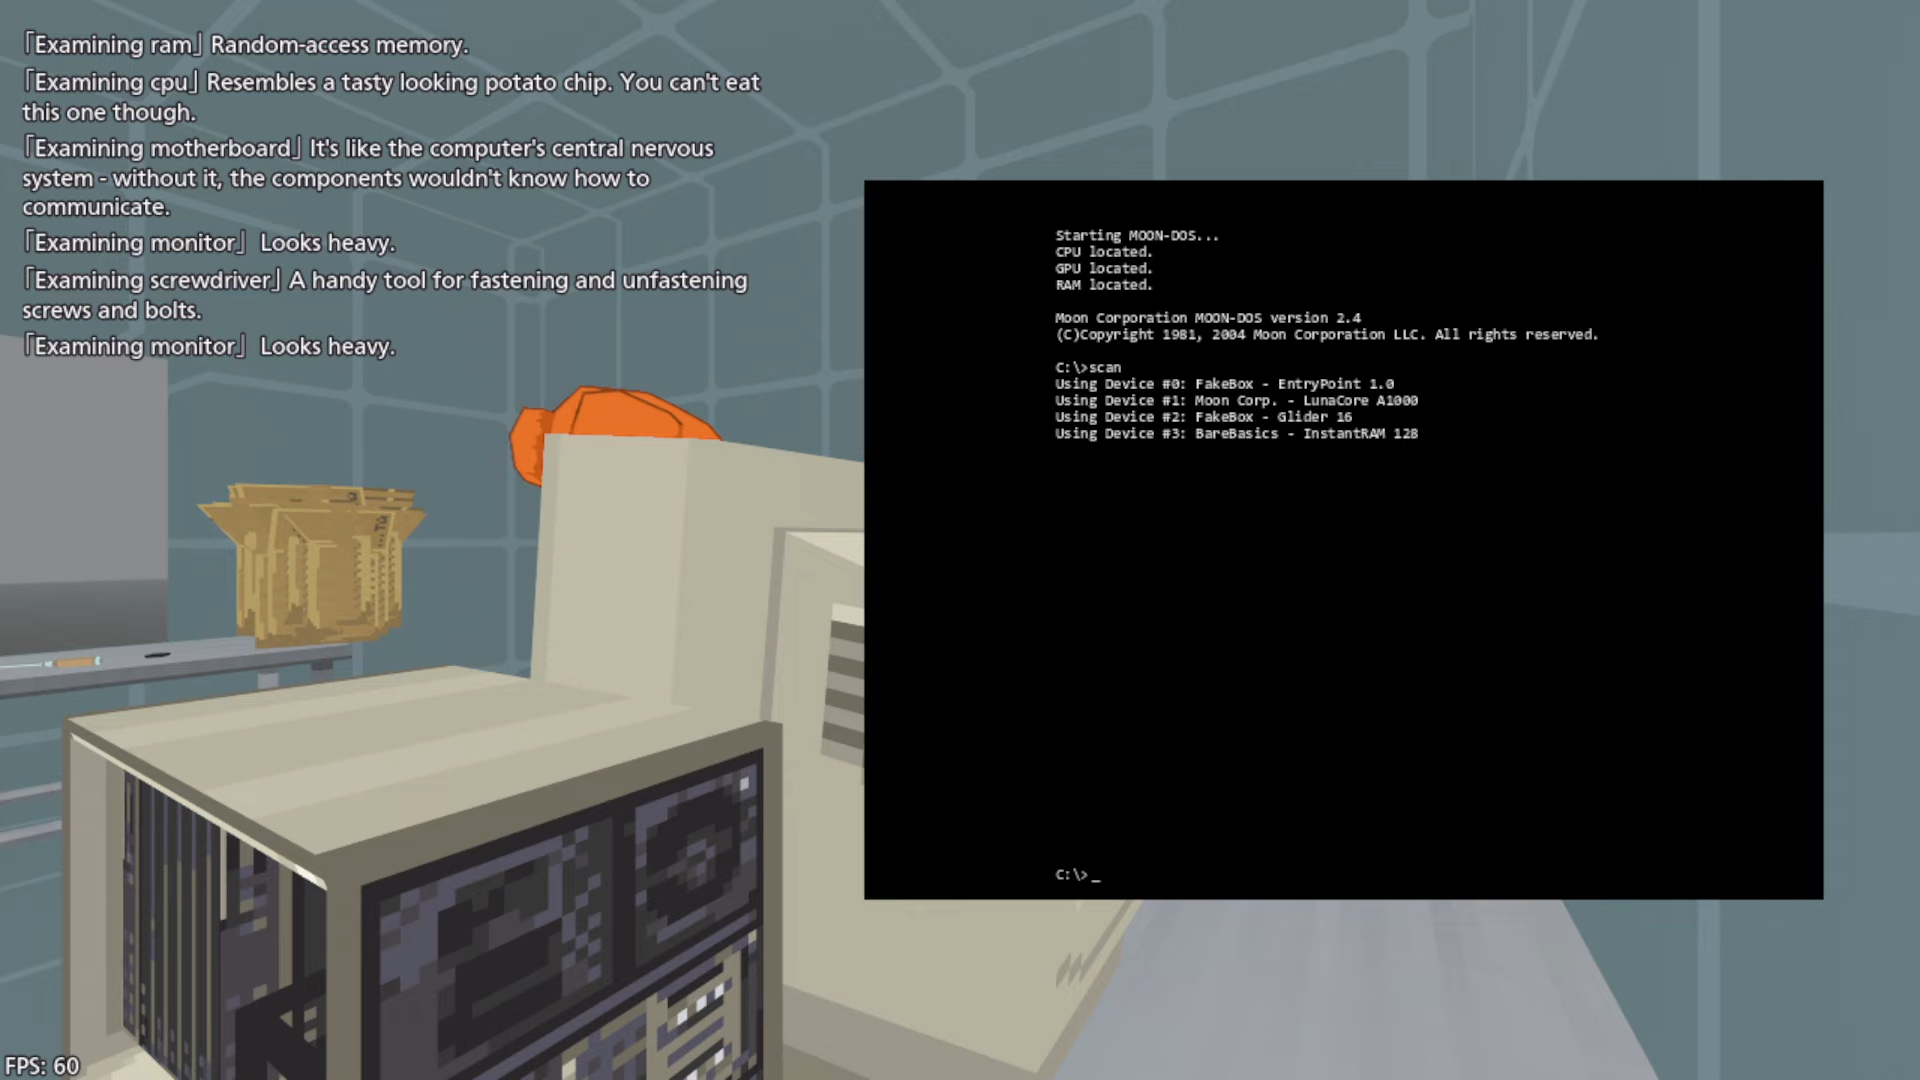 「Examining ram」 Random-access memory.
「Examining cpu」 Resembles a tasty looking potato chip. You can't eat
this one though.
「Examining motherboard」 It's like the computer's central nervous
system - without it, the components wouldn't know how to
communicate.
「Examining monitor」 Looks heavy.
「Examining screwdriver」 A handy tool for fastening and unfastening
screws and bolts.
「Examining monitor」 Looks heavy.
Starting MOON-DOS...
CPU located.
GPU located.
RAM located.
Moon Corporation MOON-DOS version 2.4
(C)Copyright 1981, 2004 Moon Corporation LLC. All rights reserved.
C:\>scan
Using Device #0: FakeBox - EntryPoint 1.0
Using Device #1: Moon Corp. - LunaCore A1000
Using Device #2: FakeBox - Glider 16
Using Device #3: BareBasics - InstantRAM 128
C:\>_
FPS: 60